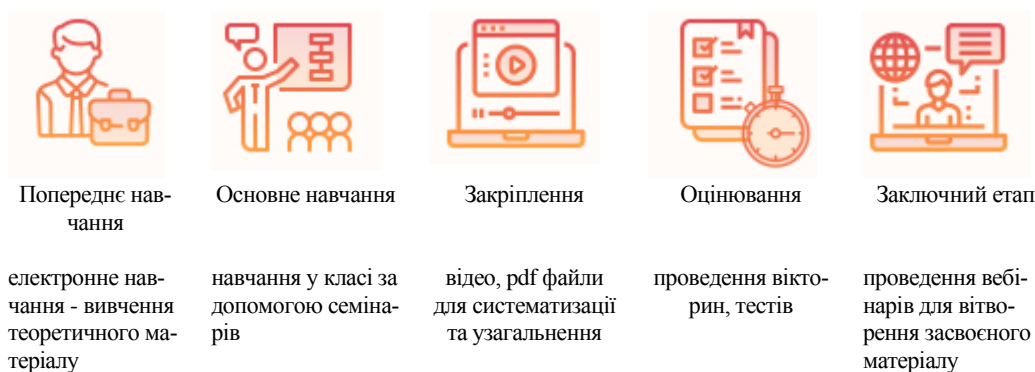 Попереднє нав-
чання
Основне навчання
Закріплення
Оцінювання
Заключний етап
електронне нав-
чання - вивчення
теоретичного ма-
теріалу
навчання у класі за
допомогою семіна-
рів
відео, pdf файли
для систематизації
та узагальнення
проведення вікто-
рин, тестів
проведення вебі-
нарів для вітво-
рення засвоєного
матеріалу